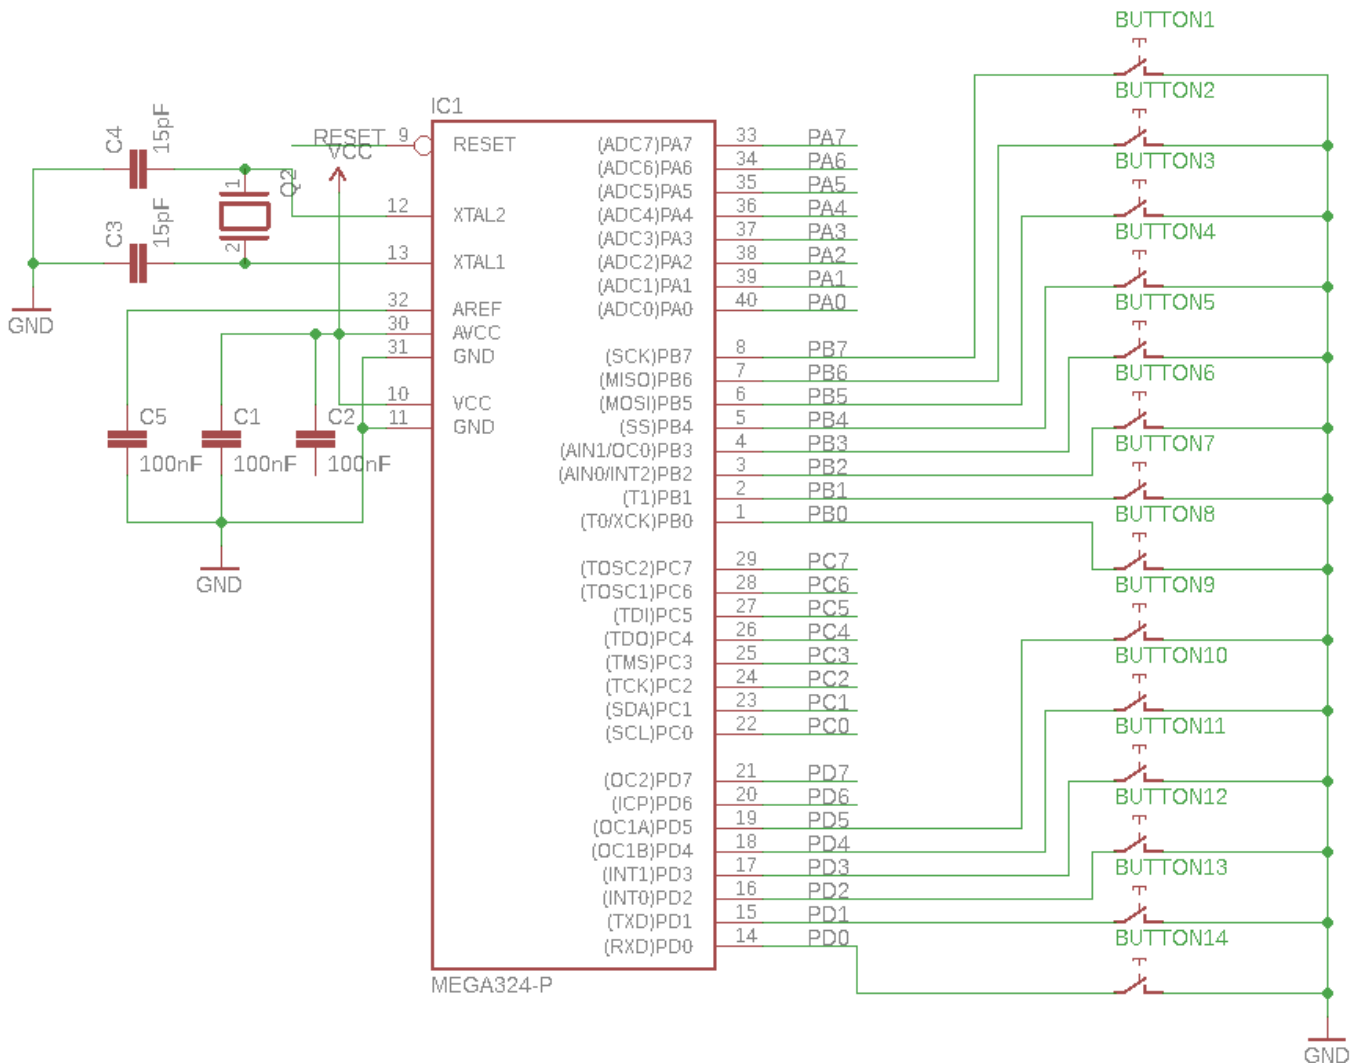 BUTTON1
BUTTON2
BUTTON3
BUTTON4
BUTTON5
BUTTON6
BUTTON7
BUTTON8
BUTTON9
BUTTON10
BUTTON11
BUTTON12
BUTTON13
BUTTON14
GND
C4
15pF
C3
15pF
1
Q2
2
GND
RESET
VCC
C5
100nF
C1
100nF
C2
100nF
GND
IC1
9 RESET
12 XTAL2
13 XTAL1
32 AREF
30 AVCC
31 GND
10 VCC
11 GND
(ADC7)PA7 33 PA7
(ADC6)PA6 34 PA6
(ADC5)PA5 35 PA5
(ADC4)PA4 36 PA4
(ADC3)PA3 37 PA3
(ADC2)PA2 38 PA2
(ADC1)PA1 39 PA1
(ADC0)PA0 40 PA0
(SCK)PB7 8 PB7
(MISO)PB6 7 PB6
(MOSI)PB5 6 PB5
(SS)PB4 5 PB4
(AIN1/OC0)PB3 4 PB3
(AIN0/INT2)PB2 3 PB2
(T1)PB1 2 PB1
(T0/XCK)PB0 1 PB0
(TOSC2)PC7 29 PC7
(TOSC1)PC6 28 PC6
(TDI)PC5 27 PC5
(TDO)PC4 26 PC4
(TMS)PC3 25 PC3
(TCK)PC2 24 PC2
(SDA)PC1 23 PC1
(SCL)PC0 22 PC0
(OC2)PD7 21 PD7
(ICP)PD6 20 PD6
(OC1A)PD5 19 PD5
(OC1B)PD4 18 PD4
(INT1)PD3 17 PD3
(INT0)PD2 16 PD2
(TXD)PD1 15 PD1
(RXD)PD0 14 PD0
MEGA324-P